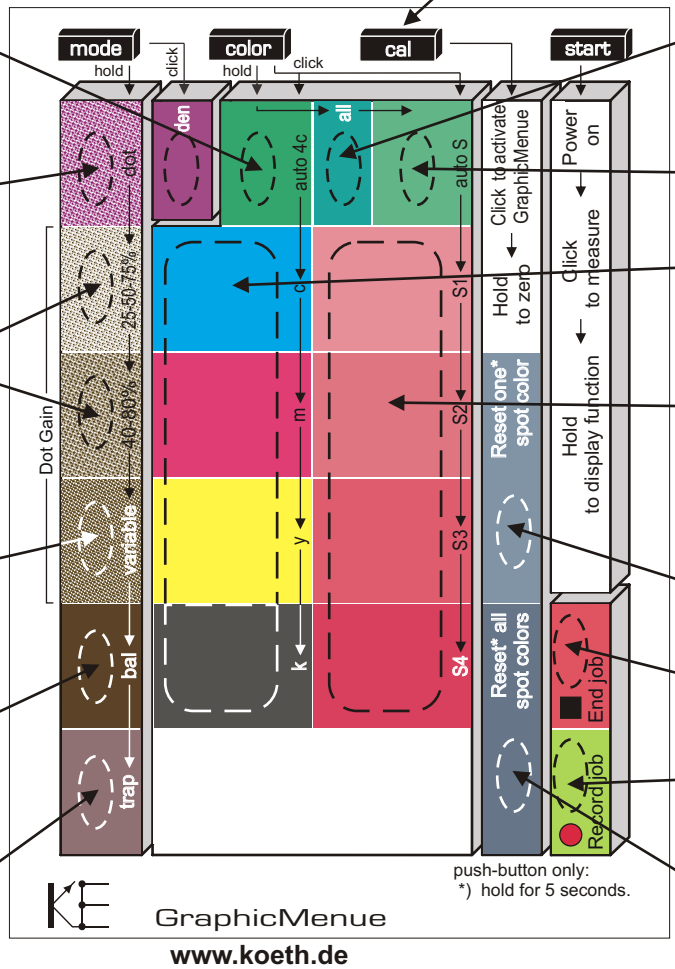 mode
color
cal
start
hold
click
hold
click
dot
25-50-75%
40-80%
variable
bal
trap
Dot Gain
den
auto 4c
c
m
y
k
all
auto S
S1
S2
S3
S4
Click to activate
GraphicMenue
Hold
to zero
Reset one*
spot color
Reset* all
spot colors
Power
on
Click
to measure
Hold
to display function
End job
Record job
push-button only:
*) hold for 5 seconds.
KE
GraphicMenue
www.koeth.de